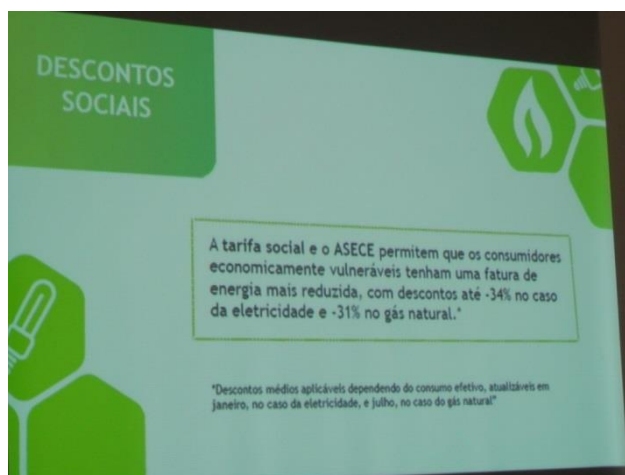 DESCONTOS
SOCIAIS
A tarifa social e o ASECE permitem que os consumidores
economicamente vulneráveis tenham uma fatura de
energia mais reduzida, com descontos até -34% no caso
da eletricidade e -31% no gás natural.*
"Descontos médios aplicáveis dependendo do consumo efetivo, atualizáveis em
janeiro, no caso da eletricidade, e julho, no caso do gás natural"